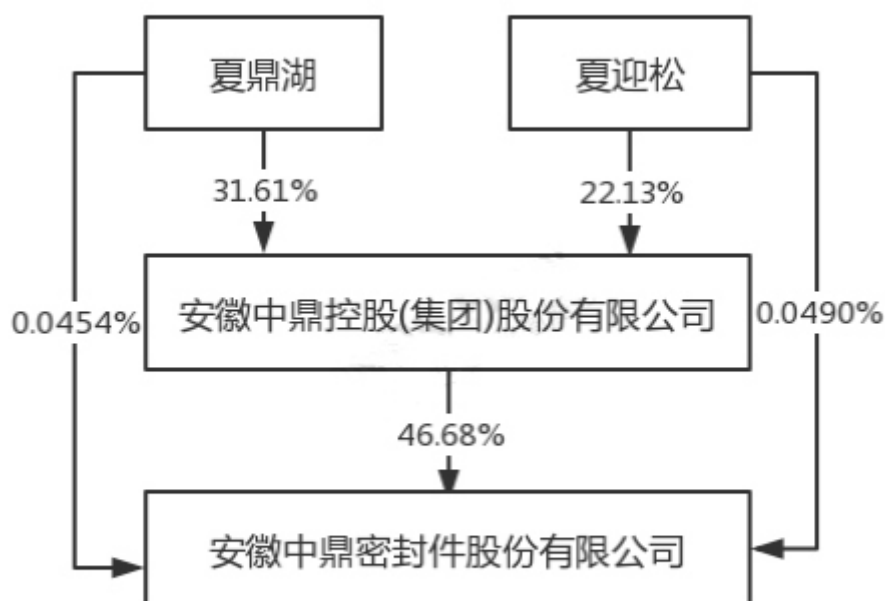 夏鼎湖
夏迎松
31.61%
22.13%
安徽中鼎控股(集团)股份有限公司
0.0454%
0.0490%
46.68%
安徽中鼎密封件股份有限公司